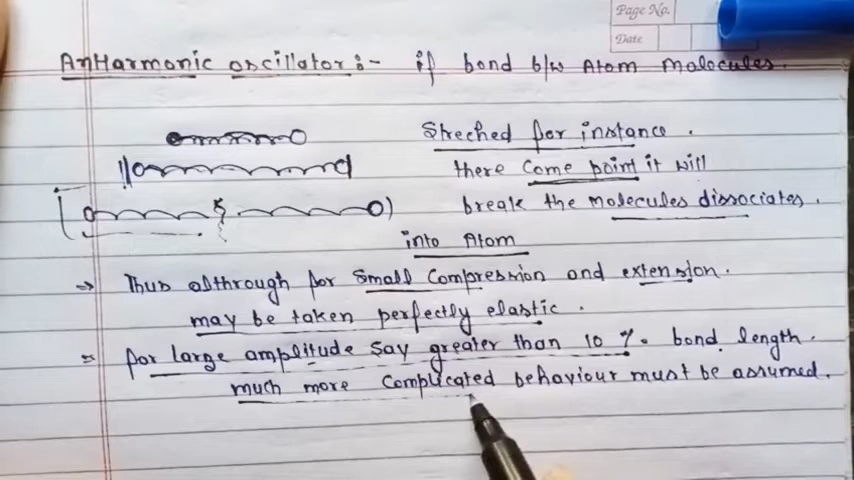 Page No.
Date
AnHarmonic oscillator :- if bond b/w Atom molecules.
Streched for instance.
there Come point it will
break the molecules dissociates.
into Atom
→ Thus althrough for Small Compression and extension.
may be taken perfectly elastic.
⇒ for large amplitude say greater than 10 %. bond length.
much more Complicated behaviour must be assumed.